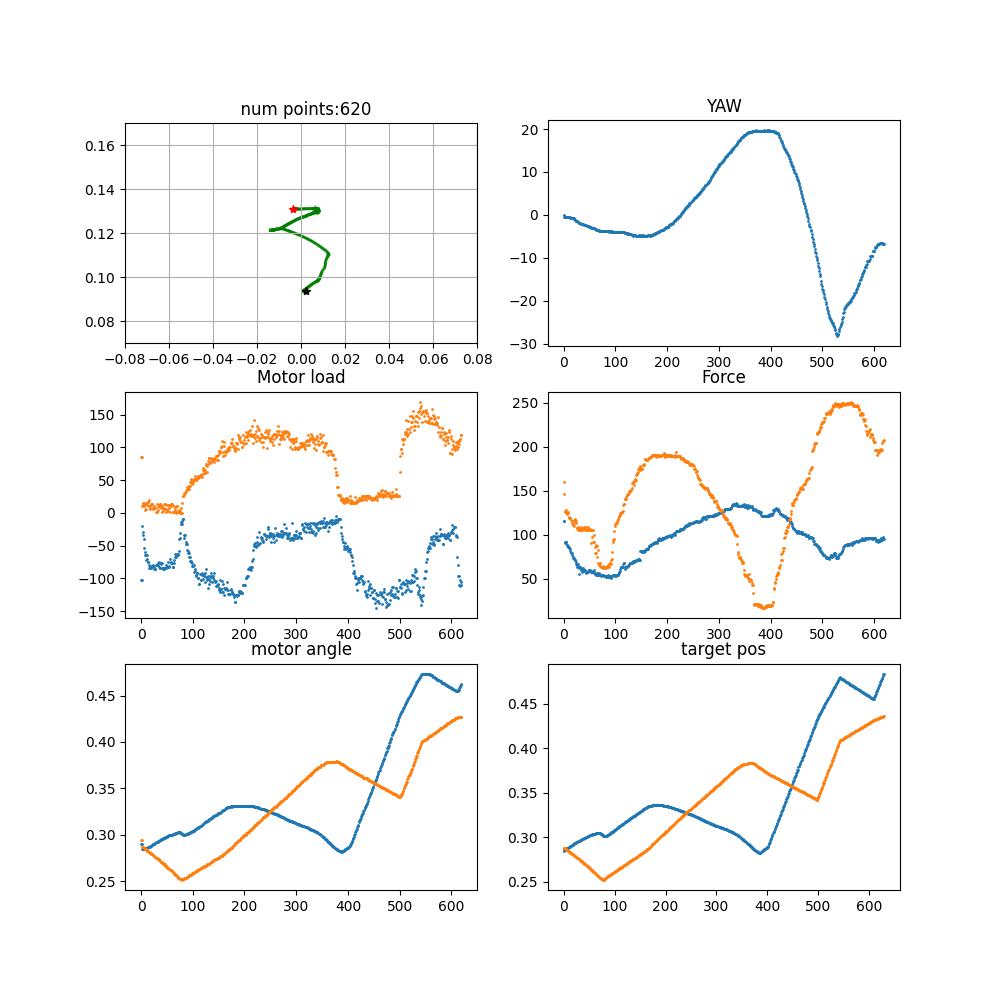 num points:620
0.16
0.14
0.12
0.10
0.08
−0.08 −0.06 −0.04 −0.02 0.00 0.02 0.04 0.06 0.08
YAW
20
10
0
−10
−20
−30
0 100 200 300 400 500 600
Motor load
150
100
50
0
−50
−100
−150
0 100 200 300 400 500 600
Force
250
200
150
100
50
0 100 200 300 400 500 600
motor angle
0.45
0.40
0.35
0.30
0.25
0 100 200 300 400 500 600
target pos
0.45
0.40
0.35
0.30
0.25
0 100 200 300 400 500 600